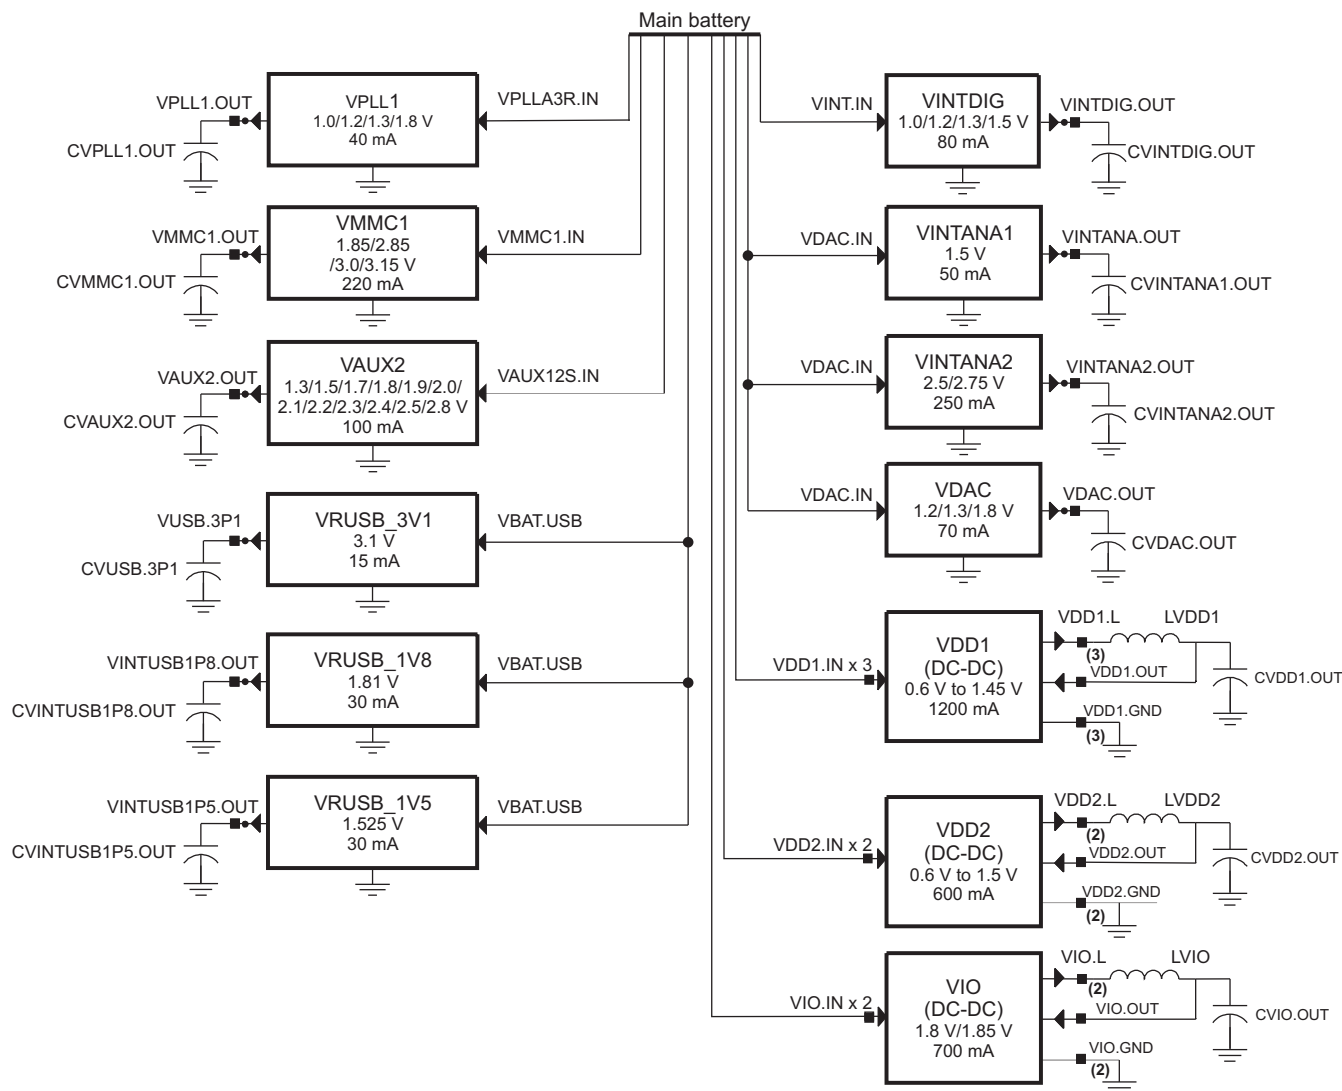 Main battery
VPLL1.OUT
VPLL1
1.0/1.2/1.3/1.8 V
40 mA
VPLLA3R.IN
CVPLL1.OUT
VMMC1.OUT
VMMC1
1.85/2.85
/3.0/3.15 V
220 mA
VMMC1.IN
CVMMC1.OUT
VAUX2.OUT
VAUX2
1.3/1.5/1.7/1.8/1.9/2.0/
2.1/2.2/2.3/2.4/2.5/2.8 V
100 mA
VAUX12S.IN
CVAUX2.OUT
VUSB.3P1
VRUSB_3V1
3.1 V
15 mA
VBAT.USB
CVUSB.3P1
VINTUSB1P8.OUT
VRUSB_1V8
1.81 V
30 mA
VBAT.USB
CVINTUSB1P8.OUT
VINTUSB1P5.OUT
VRUSB_1V5
1.525 V
30 mA
VBAT.USB
CVINTUSB1P5.OUT
VINT.IN
VINTDIG
1.0/1.2/1.3/1.5 V
80 mA
VINTDIG.OUT
CVINTDIG.OUT
VDAC.IN
VINTANA1
1.5 V
50 mA
VINTANA.OUT
CVINTANA1.OUT
VDAC.IN
VINTANA2
2.5/2.75 V
250 mA
VINTANA2.OUT
CVINTANA2.OUT
VDAC.IN
VDAC
1.2/1.3/1.8 V
70 mA
VDAC.OUT
CVDAC.OUT
VDD1.IN x 3
VDD1
(DC-DC)
0.6 V to 1.45 V
1200 mA
VDD1.L
LVDD1
(3)
VDD1.OUT
CVDD1.OUT
VDD1.GND
(3)
VDD2.IN x 2
VDD2
(DC-DC)
0.6 V to 1.5 V
600 mA
VDD2.L
LVDD2
(2)
VDD2.OUT
CVDD2.OUT
VDD2.GND
(2)
VIO.IN x 2
VIO
(DC-DC)
1.8 V/1.85 V
700 mA
VIO.L
LVIO
(2)
VIO.OUT
CVIO.OUT
VIO.GND
(2)